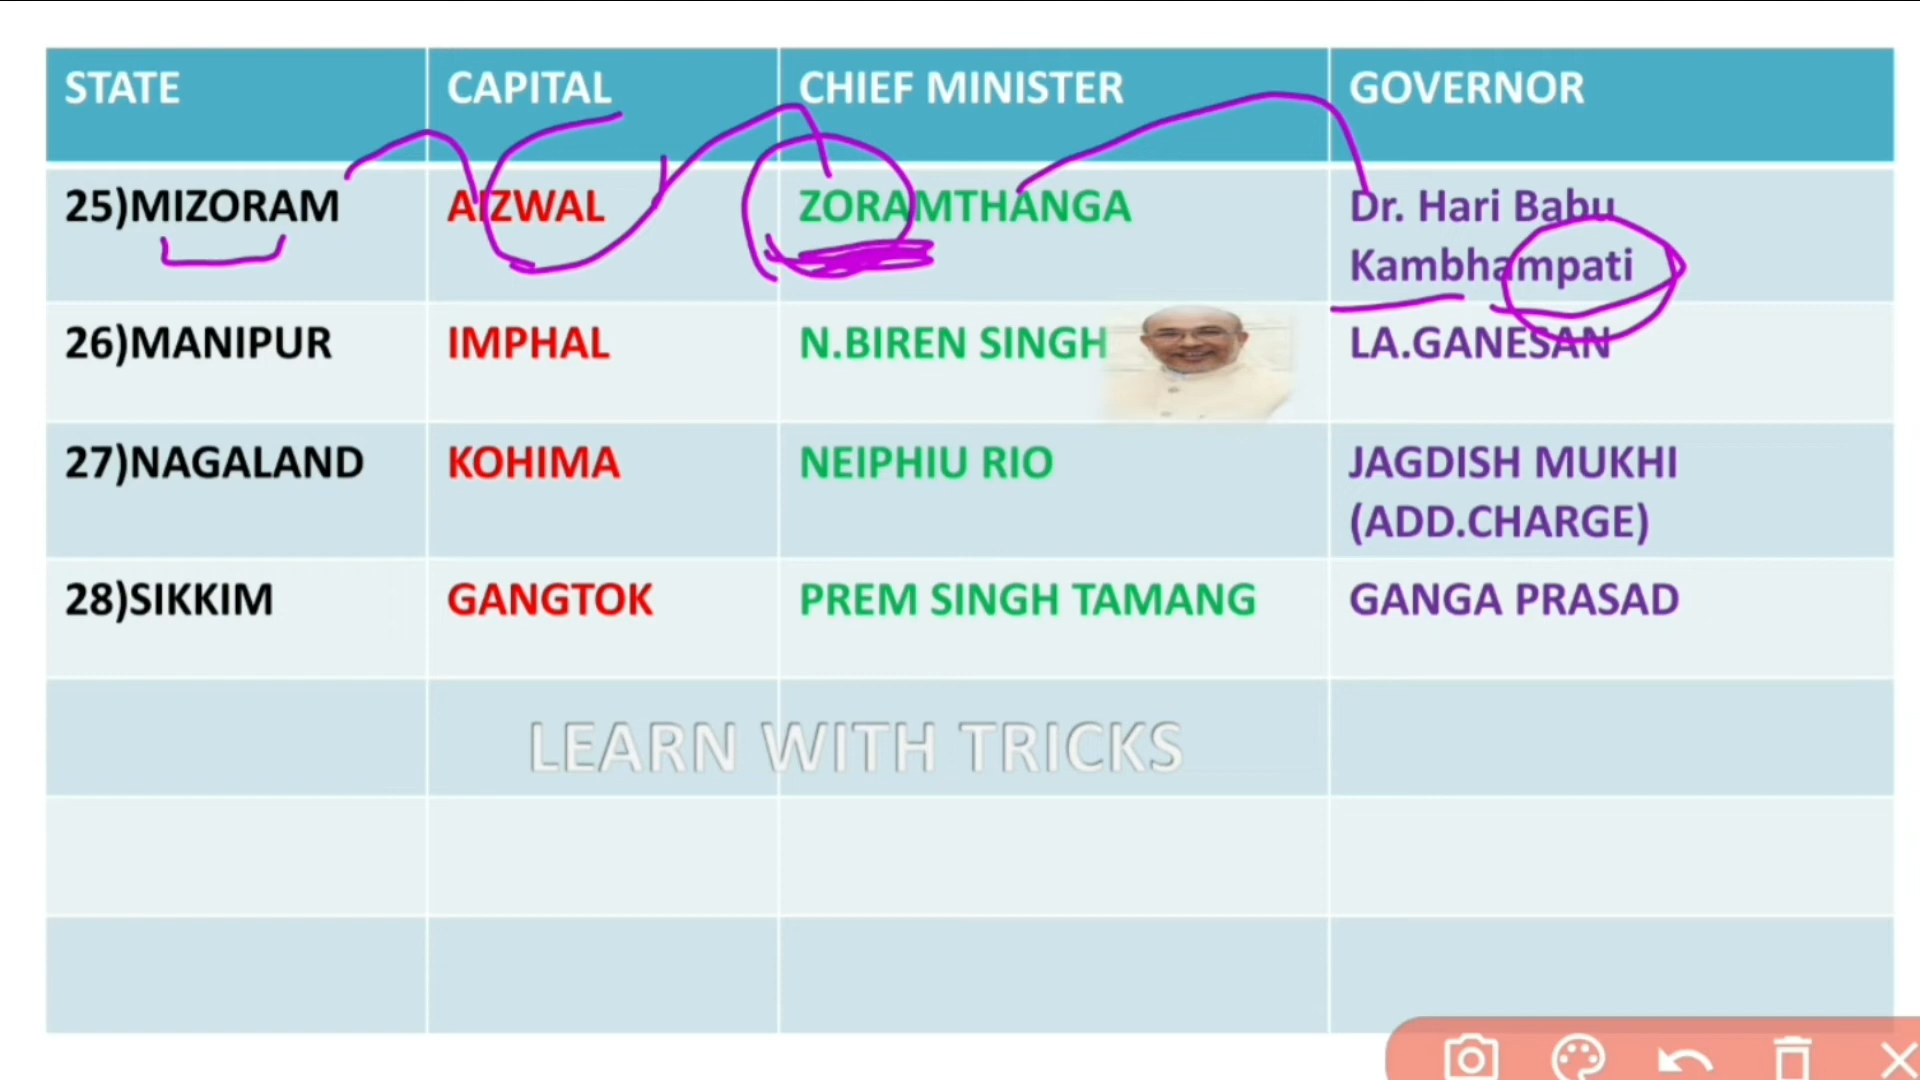 STATE CAPITAL CHIEF MINISTER GOVERNOR
25)MIZORAM AIZWAL ZORAMTHANGA Dr. Hari Babu
Kambhampati
26)MANIPUR IMPHAL N.BIREN SINGH LA.GANESAN
27)NAGALAND KOHIMA NEIPHIU RIO JAGDISH MUKHI
(ADD.CHARGE)
28)SIKKIM GANGTOK PREM SINGH TAMANG GANGA PRASAD
LEARN WITH TRICKS